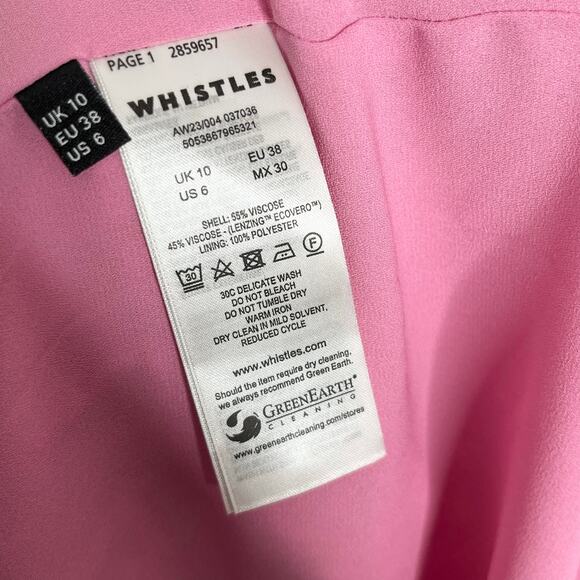 UK 10
EU 38
US 6
PAGE 1 2859657
WHISTLES
AW23/004 037036
5053867965321
UK 10 EU 38
US 6 MX 30
SHELL: 55% VISCOSE
45% VISCOSE - (LENZING™ ECOVERO™)
LINING: 100% POLYESTER
30
F
30C DELICATE WASH
DO NOT BLEACH
DO NOT TUMBLE DRY
WARM IRON
DRY CLEAN IN MILD SOLVENT,
REDUCED CYCLE
www.whistles.com
Should the item require dry cleaning,
we always recommend Green Earth.
GREENEARTH®
CLEANING
www.greenearthcleaning.com/stores